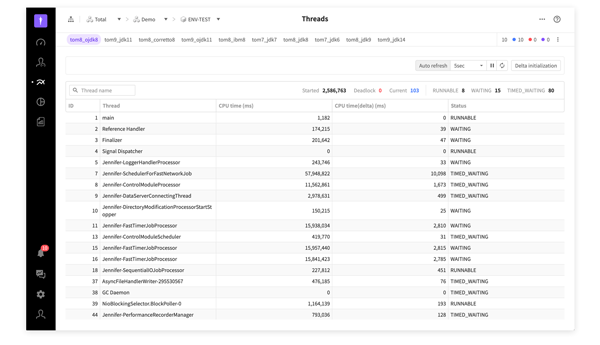 Total
Demo
ENV-TEST
Threads
tom8_ojdk8 tom9_jdk11 tom8_corretto8 tom9_ojdk11 tom8_ibm8 tom7_jdk7 tom8_jdk8 tom7_jdk6 tom8_jdk9 tom9_jdk14
10 10 0 0
Auto refresh 5sec Delta initialization
Thread name
Started 2,586,763 Deadlock 0 Current 103 RUNNABLE 8 WAITING 15 TIMED_WAITING 80
ID Thread CPU time (ms) CPU time(delta) (ms) Status
1 main 1,182 0 RUNNABLE
2 Reference Handler 174,215 39 WAITING
3 Finalizer 201,642 47 WAITING
4 Signal Dispatcher 0 0 RUNNABLE
5 Jennifer-LoggerHandlerProcessor 243,746 33 WAITING
7 Jennifer-SchedulerForFastNetworkJob 57,948,822 10,098 TIMED_WAITING
8 Jennifer-ControlModuleProcessor 11,562,861 1,673 TIMED_WAITING
9 Jennifer-DataServerConnectingThread 2,978,631 499 TIMED_WAITING
10 Jennifer-DirectoryModificationProcessorStartStopper 150,215 25 WAITING
11 Jennifer-FastTimerJobProcessor 15,938,034 2,810 WAITING
13 Jennifer-ControlModuleScheduler 419,770 31 TIMED_WAITING
15 Jennifer-FastTimerJobProcessor 15,957,440 2,815 WAITING
16 Jennifer-FastTimerJobProcessor 15,841,423 2,785 WAITING
18 Jennifer-SequentialIOJobProcessor 227,812 451 RUNNABLE
37 AsyncFileHandlerWriter-295530567 476,185 76 TIMED_WAITING
38 GC Daemon 0 0 TIMED_WAITING
39 NioBlockingSelector.BlockPoller-0 1,164,139 193 RUNNABLE
44 Jennifer-PerformanceRecorderManager 793,036 128 TIMED_WAITING